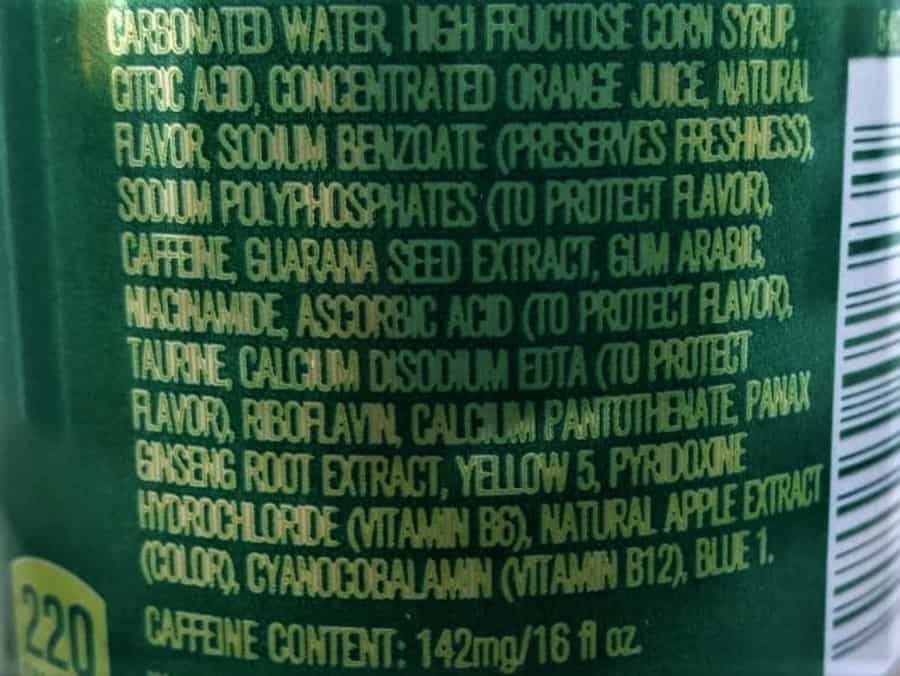 CARBONATED WATER, HIGH FRUCTOSE CORN SYRUP,
CITRIC ACID, CONCENTRATED ORANGE JUICE, NATURAL
FLAVOR, SODIUM BENZOATE (PRESERVES FRESHNESS),
SODIUM POLYPHOSPHATES (TO PROTECT FLAVOR),
CAFFEINE, GUARANA SEED EXTRACT, GUM ARABIC,
NIACINAMIDE, ASCORBIC ACID (TO PROTECT FLAVOR),
TAURINE, CALCIUM DISODIUM EDTA (TO PROTECT
FLAVOR), RIBOFLAVIN, CALCIUM PANTOTHENATE, PANAX
GINSENG ROOT EXTRACT, YELLOW 5, PYRIDOXINE
HYDROCHLORIDE (VITAMIN B6), NATURAL APPLE EXTRACT
(COLOR), CYANOCOBALAMIN (VITAMIN B12), BLUE 1.
CAFFEINE CONTENT: 142mg/16 fl oz.
220